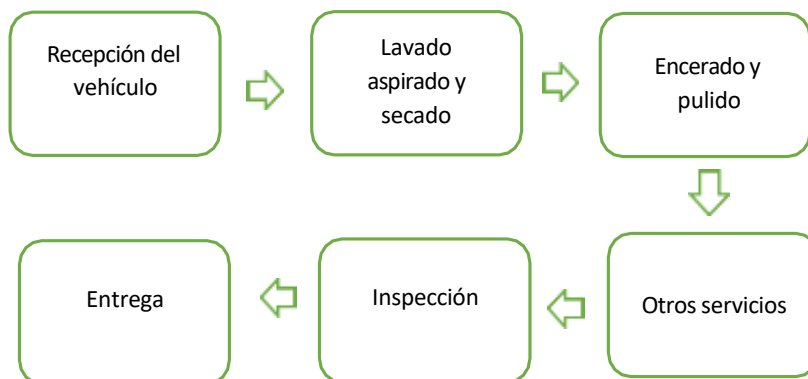 Recepción del
vehículo
Lavado
aspirado y
secado
Encerado y
pulido
Otros servicios
Inspección
Entrega